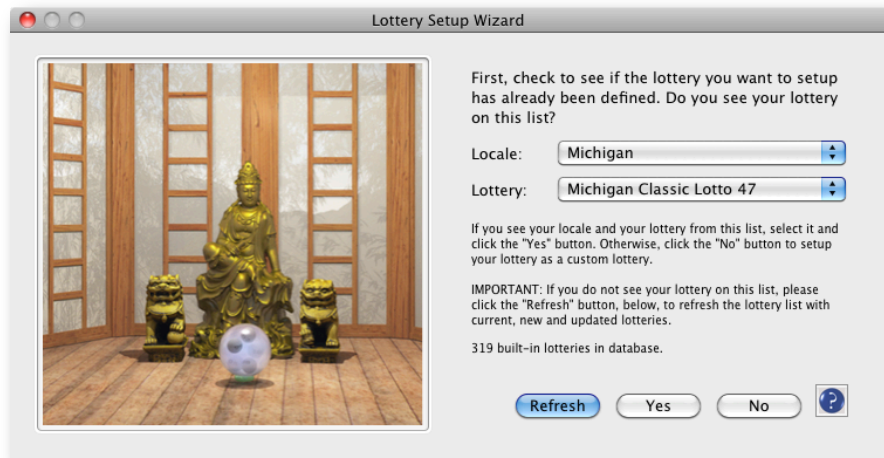 Lottery Setup Wizard
First, check to see if the lottery you want to setup
has already been defined. Do you see your lottery
on this list?
Locale: Michigan
Lottery: Michigan Classic Lotto 47
If you see your locale and your lottery from this list, select it and
click the "Yes" button. Otherwise, click the "No" button to setup
your lottery as a custom lottery.
IMPORTANT: If you do not see your lottery on this list, please
click the "Refresh" button, below, to refresh the lottery list with
current, new and updated lotteries.
319 built-in lotteries in database.
Refresh Yes No ?